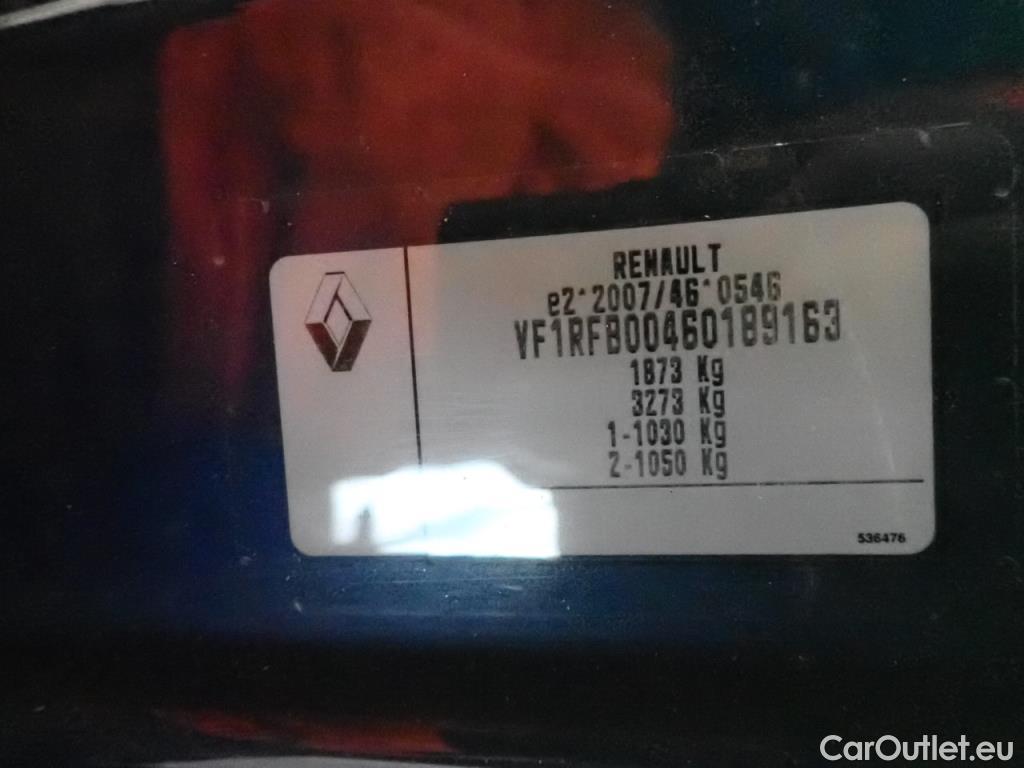 RENAULT
e2*2007/46*0546
VF1RFB00460189163
1873 Kg
3273 Kg
1-1030 Kg
2-1050 Kg
536476
CarOutlet.eu